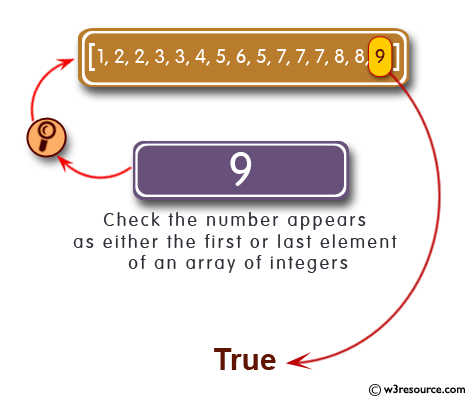 [1, 2, 2, 3, 3, 4, 5, 6, 5, 7, 7, 7, 8, 8, 9]
9
Check the number appears
as either the first or last element
of an array of integers
True
© w3resource.com